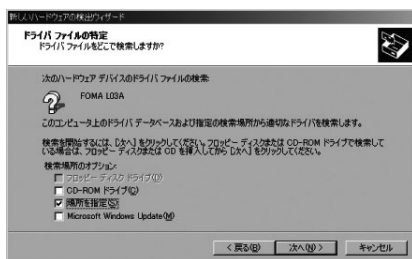 新しいハードウェアの検出ウィザード
ドライバ ファイルの特定
ドライバ ファイルをどこで検索しますか?
次のハードウェア デバイスのドライバ ファイルの検索:
FOMA L03A
このコンピュータ上のドライバ データベースおよび指定の検索場所から適切なドライバを検索します。
検索を開始するには、[次へ] をクリックしてください。フロッピー ディスクまたは CD-ROM ドライブで検索して
いる場合は、フロッピー ディスクまたは CD を挿入してから [次へ] をクリックしてください。
検索場所のオプション:
フロッピー ディスク ドライブ(D)
CD-ROM ドライブ(C)
場所を指定(S)
Microsoft Windows Update(M)
< 戻る(B)
次へ(N) >
キャンセル